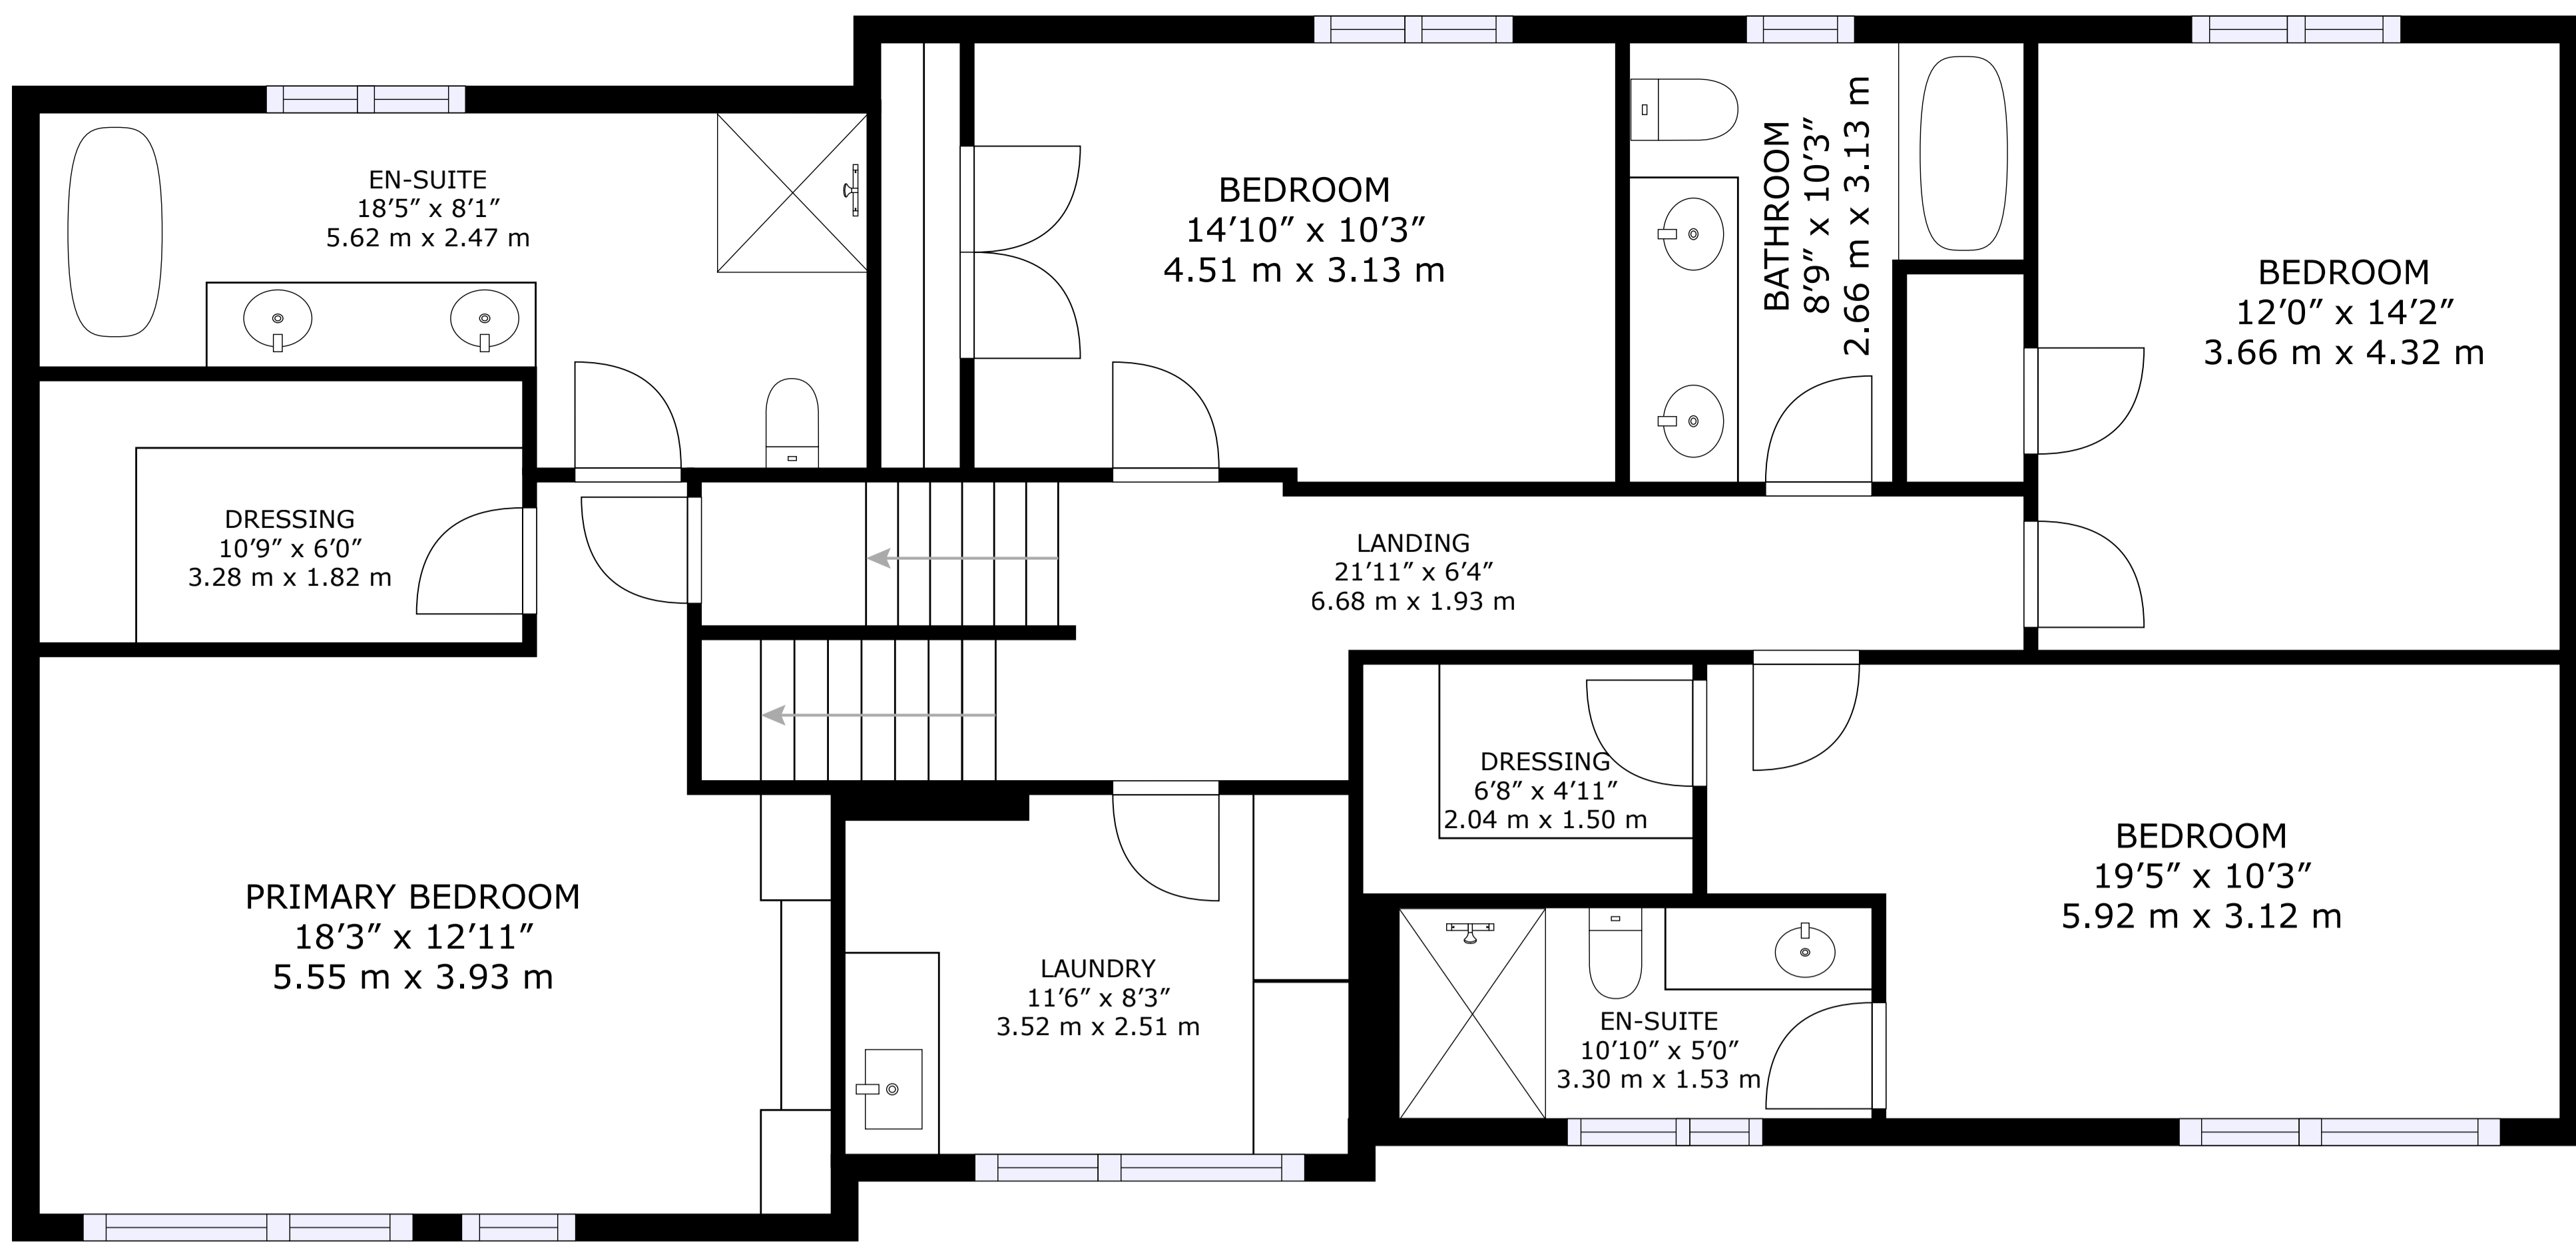 EN-SUITE
18′5″ x 8′1″
5.62 m x 2.47 m
BEDROOM
14′10″ x 10′3″
4.51 m x 3.13 m
BATHROOM
8′9″ x 10′3″
2.66 m x 3.13 m
BEDROOM
12′0″ x 14′2″
3.66 m x 4.32 m
DRESSING
10′9″ x 6′0″
3.28 m x 1.82 m
LANDING
21′11″ x 6′4″
6.68 m x 1.93 m
PRIMARY BEDROOM
18′3″ x 12′11″
5.55 m x 3.93 m
LAUNDRY
11′6″ x 8′3″
3.52 m x 2.51 m
DRESSING
6′8″ x 4′11″
2.04 m x 1.50 m
EN-SUITE
10′10″ x 5′0″
3.30 m x 1.53 m
BEDROOM
19′5″ x 10′3″
5.92 m x 3.12 m